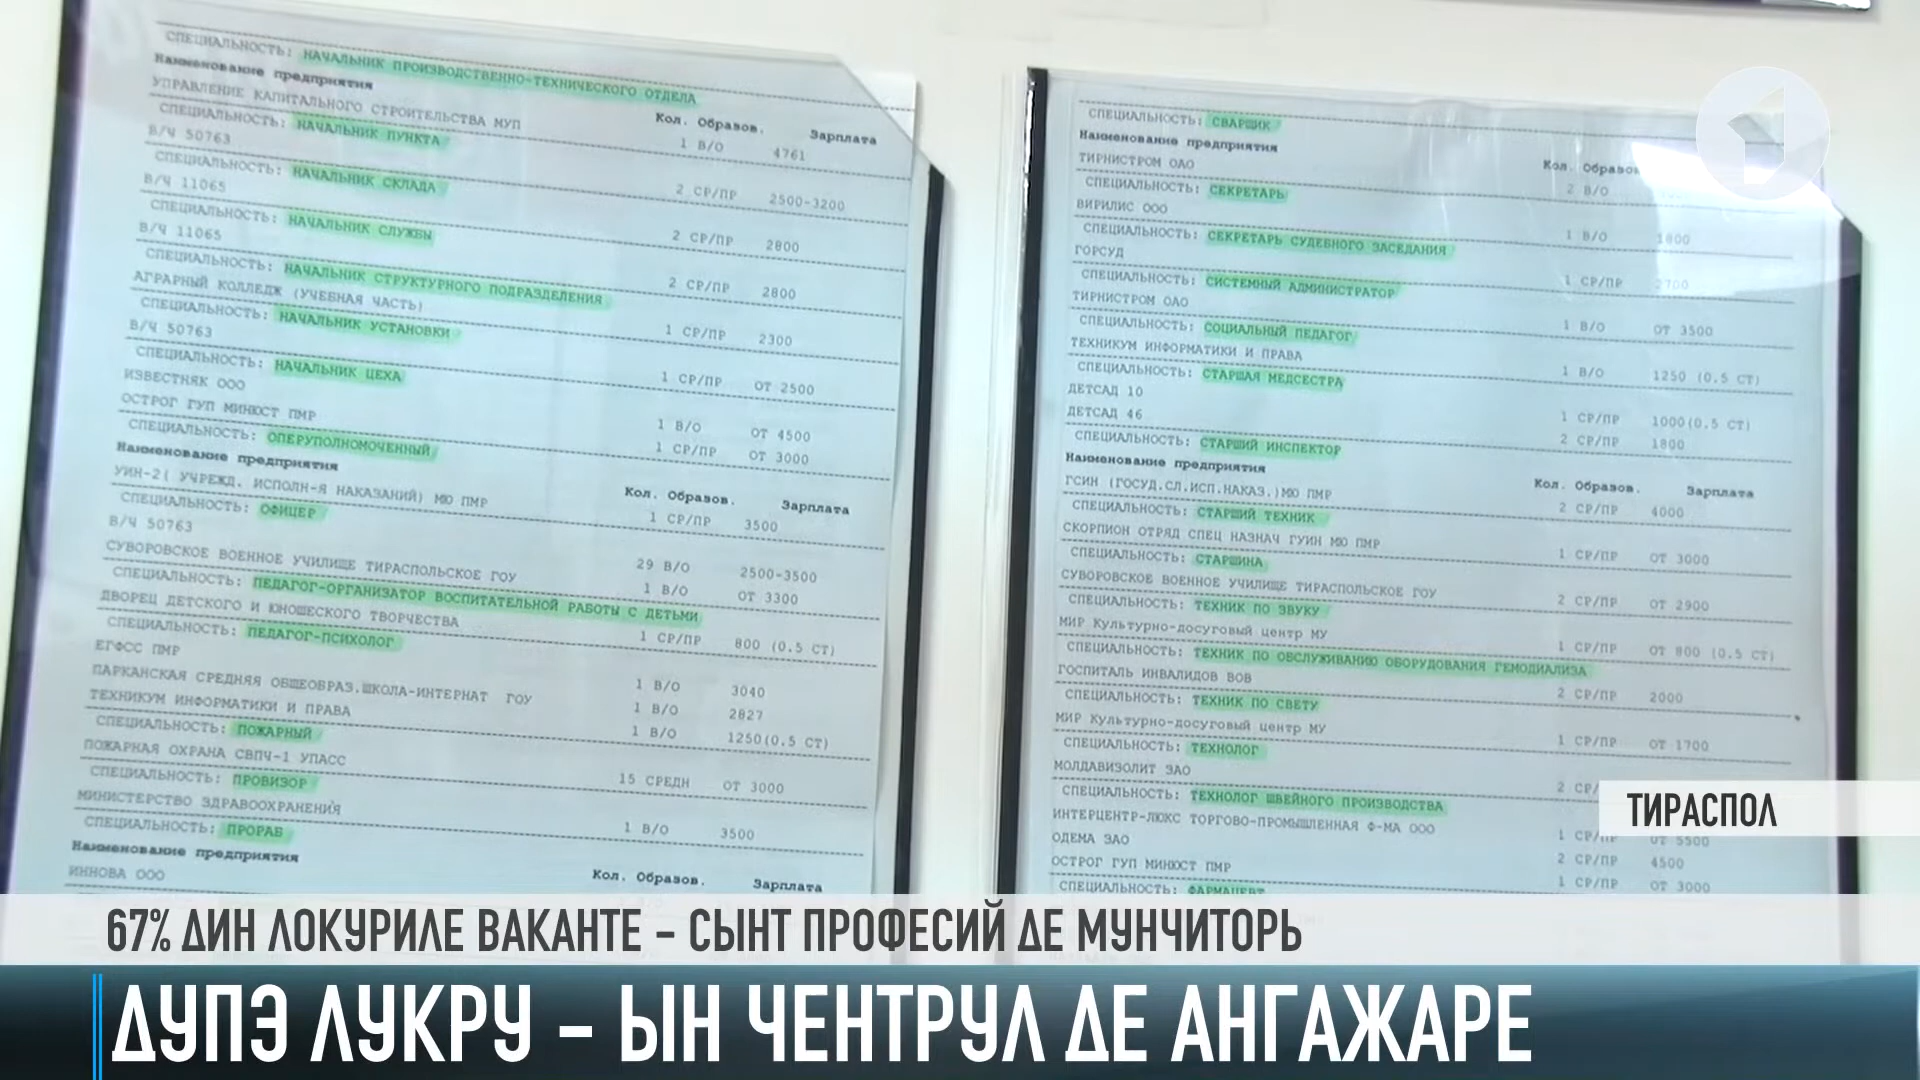 СПЕЦИАЛЬНОСТЬ: НАЧАЛЬНИК ПРОИЗВОДСТВЕННО-ТЕХНИЧЕСКОГО ОТДЕЛА
Наименование предприятия Кол. Образов. Зарплата
УПРАВЛЕНИЕ КАПИТАЛЬНОГО СТРОИТЕЛЬСТВА МУП 1 В/О 4761
СПЕЦИАЛЬНОСТЬ: НАЧАЛЬНИК ПУНКТА
В/Ч 50763 2 СР/ПР 2500-3200
СПЕЦИАЛЬНОСТЬ: НАЧАЛЬНИК СКЛАДА
В/Ч 11065 2 СР/ПР 2800
СПЕЦИАЛЬНОСТЬ: НАЧАЛЬНИК СЛУЖБЫ
В/Ч 11065 2 СР/ПР 2800
СПЕЦИАЛЬНОСТЬ: НАЧАЛЬНИК СТРУКТУРНОГО ПОДРАЗДЕЛЕНИЯ
АГРАРНЫЙ КОЛЛЕДЖ (УЧЕБНАЯ ЧАСТЬ) 1 СР/ПР 2300
СПЕЦИАЛЬНОСТЬ: НАЧАЛЬНИК УСТАНОВКИ
В/Ч 50763 1 СР/ПР ОТ 2500
СПЕЦИАЛЬНОСТЬ: НАЧАЛЬНИК ЦЕХА
ИЗВЕСТНЯК ООО 1 В/О ОТ 4500
ОСТРОГ ГУП МИНЮСТ ПМР 1 СР/ПР ОТ 3000
СПЕЦИАЛЬНОСТЬ: ОПЕРУПОЛНОМОЧЕННЫЙ
Наименование предприятия Кол. Образов. Зарплата
УИН-2( УЧРЕЖД. ИСПОЛН-Я НАКАЗАНИЙ) МЮ ПМР 1 СР/ПР 3500
СПЕЦИАЛЬНОСТЬ: ОФИЦЕР
В/Ч 50763 29 В/О 2500-3500
СУВОРОВСКОЕ ВОЕННОЕ УЧИЛИЩЕ ТИРАСПОЛЬСКОЕ ГОУ 1 В/О ОТ 3300
СПЕЦИАЛЬНОСТЬ: ПЕДАГОГ-ОРГАНИЗАТОР ВОСПИТАТЕЛЬНОЙ РАБОТЫ С ДЕТЬМИ
ДВОРЕЦ ДЕТСКОГО И ЮНОШЕСКОГО ТВОРЧЕСТВА 1 СР/ПР 800 (0.5 СТ)
СПЕЦИАЛЬНОСТЬ: ПЕДАГОГ-ПСИХОЛОГ
ЕГФСС ПМР 1 В/О 3040
ПАРКАНСКАЯ СРЕДНЯЯ ОБЩЕОБРАЗ.ШКОЛА-ИНТЕРНАТ ГОУ 1 В/О 2827
ТЕХНИКУМ ИНФОРМАТИКИ И ПРАВА 1 В/О 1250(0.5 СТ)
СПЕЦИАЛЬНОСТЬ: ПОЖАРНЫЙ
ПОЖАРНАЯ ОХРАНА СВПЧ-1 УПАСС 15 СРЕДН ОТ 3000
СПЕЦИАЛЬНОСТЬ: ПРОВИЗОР
МИНИСТЕРСТВО ЗДРАВООХРАНЕНИЯ 1 В/О 3500
СПЕЦИАЛЬНОСТЬ: ПРОРАБ
Наименование предприятия Кол. Образов. Зарплата
ИННОВА ООО
СПЕЦИАЛЬНОСТЬ: СВАРЩИК
Наименование предприятия Кол.
ТИРНИСТРОМ ОАО 2 В/О
СПЕЦИАЛЬНОСТЬ: СЕКРЕТАРЬ
ВИРИЛИС ООО 1 В/О 1800
СПЕЦИАЛЬНОСТЬ: СЕКРЕТАРЬ СУДЕБНОГО ЗАСЕДАНИЯ
ГОРСУД 1 СР/ПР 2700
СПЕЦИАЛЬНОСТЬ: СИСТЕМНЫЙ АДМИНИСТРАТОР
ТИРНИСТРОМ ОАО 1 В/О ОТ 3500
СПЕЦИАЛЬНОСТЬ: СОЦИАЛЬНЫЙ ПЕДАГОГ
ТЕХНИКУМ ИНФОРМАТИКИ И ПРАВА 1 В/О 1250 (0.5 СТ)
СПЕЦИАЛЬНОСТЬ: СТАРШАЯ МЕДСЕСТРА
ДЕТСАД 10 1 СР/ПР 1000(0.5 СТ)
ДЕТСАД 46 2 СР/ПР 1800
СПЕЦИАЛЬНОСТЬ: СТАРШИЙ ИНСПЕКТОР
Наименование предприятия Кол. Образов. Зарплата
ГСИН (ГОСУД.СЛ.ИСП.НАКАЗ.)МЮ ПМР 2 СР/ПР 4000
СПЕЦИАЛЬНОСТЬ: СТАРШИЙ ТЕХНИК
СКОРПИОН ОТРЯД СПЕЦ НАЗНАЧ ГУИН МЮ ПМР 1 СР/ПР ОТ 3000
СПЕЦИАЛЬНОСТЬ: СТАРШИНА
СУВОРОВСКОЕ ВОЕННОЕ УЧИЛИЩЕ ТИРАСПОЛЬСКОЕ ГОУ 2 СР/ПР ОТ 2900
СПЕЦИАЛЬНОСТЬ: ТЕХНИК ПО ЗВУКУ
МИР Культурно-досуговый центр МУ 1 СР/ПР ОТ 800 (0.5 СТ)
СПЕЦИАЛЬНОСТЬ: ТЕХНИК ПО ОБСЛУЖИВАНИЮ ОБОРУДОВАНИЯ ГЕМОДИАЛИЗА
ГОСПИТАЛЬ ИНВАЛИДОВ ВОВ 2 СР/ПР 2000
СПЕЦИАЛЬНОСТЬ: ТЕХНИК ПО СВЕТУ
МИР Культурно-досуговый центр МУ 1 СР/ПР ОТ 1700
СПЕЦИАЛЬНОСТЬ: ТЕХНОЛОГ
МОЛДАВИЗОЛИТ ЗАО 2
СПЕЦИАЛЬНОСТЬ: ТЕХНОЛОГ ШВЕЙНОГО ПРОИЗВОДСТВА
ИНТЕРЦЕНТР-ЛЮКС ТОРГОВО-ПРОМЫШЛЕННАЯ Ф-МА ООО 1 СР/ПР ОТ 5500
ОДЕМА ЗАО 2 СР/ПР 4500
ОСТРОГ ГУП МИНЮСТ ПМР 1 СР/ПР ОТ 3000
СПЕЦИАЛЬНОСТЬ: ФАРМАЦЕВТ
ТИРАСПОЛ
67% ДИН ЛОКУРИЛЕ ВАКАНТЕ – СЫНТ ПРОФЕСИЙ ДЕ МУНЧИТОРЬ
ДУПЭ ЛУКРУ – ЫН ЧЕНТРУЛ ДЕ АНГАЖАРЕ